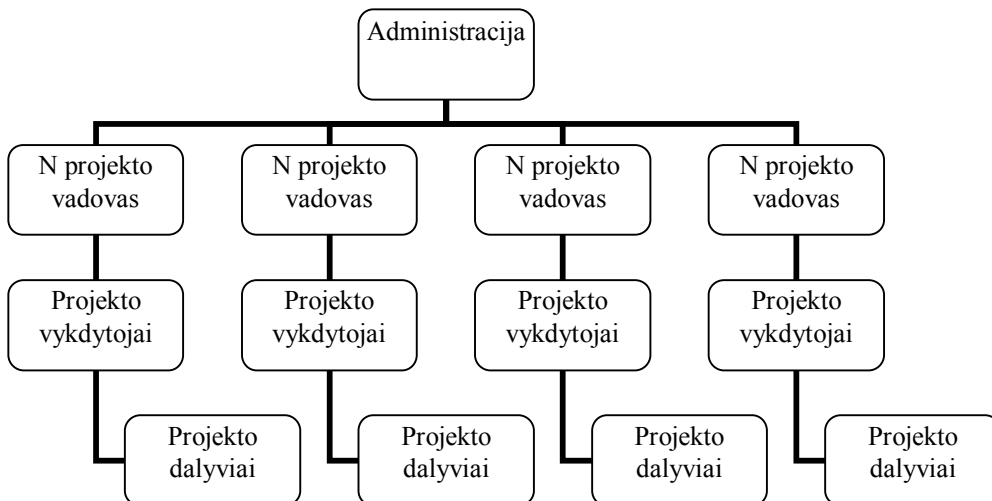 Administracija
N projekto
vadovas
N projekto
vadovas
N projekto
vadovas
N projekto
vadovas
Projekto
vykdytojai
Projekto
vykdytojai
Projekto
vykdytojai
Projekto
vykdytojai
Projekto
dalyviai
Projekto
dalyviai
Projekto
dalyviai
Projekto
dalyviai